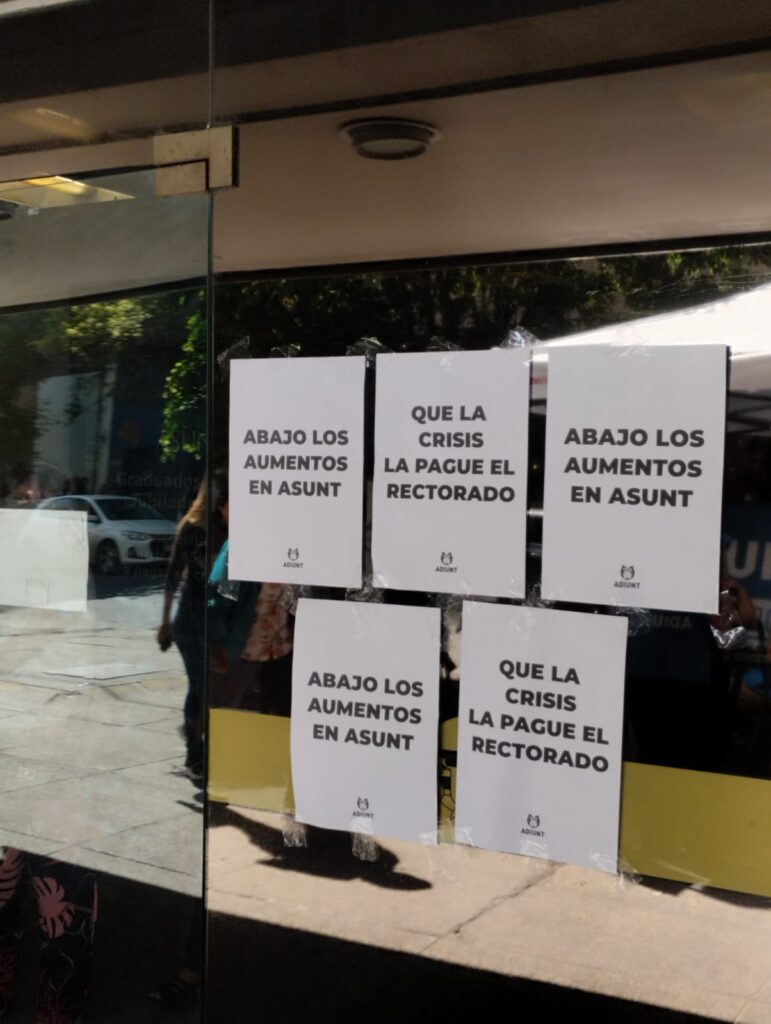 ABAJO LOS
AUMENTOS
EN ASUNT
ADIUNT
QUE LA
CRISIS
LA PAGUE EL
RECTORADO
ADIUNT
ABAJO LOS
AUMENTOS
EN ASUNT
ADIUNT
ABAJO LOS
AUMENTOS
EN ASUNT
ADIUNT
QUE LA
CRISIS
LA PAGUE EL
RECTORADO
ADIUNT
Graduados